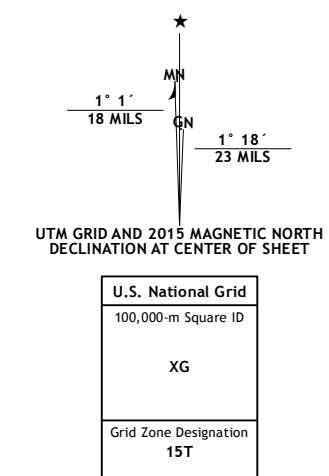 MN
1° 1´
18 MILS
GN
1° 18´
23 MILS
UTM GRID AND 2015 MAGNETIC NORTH
DECLINATION AT CENTER OF SHEET
U.S. National Grid
100,000-m Square ID
XG
Grid Zone Designation
15T